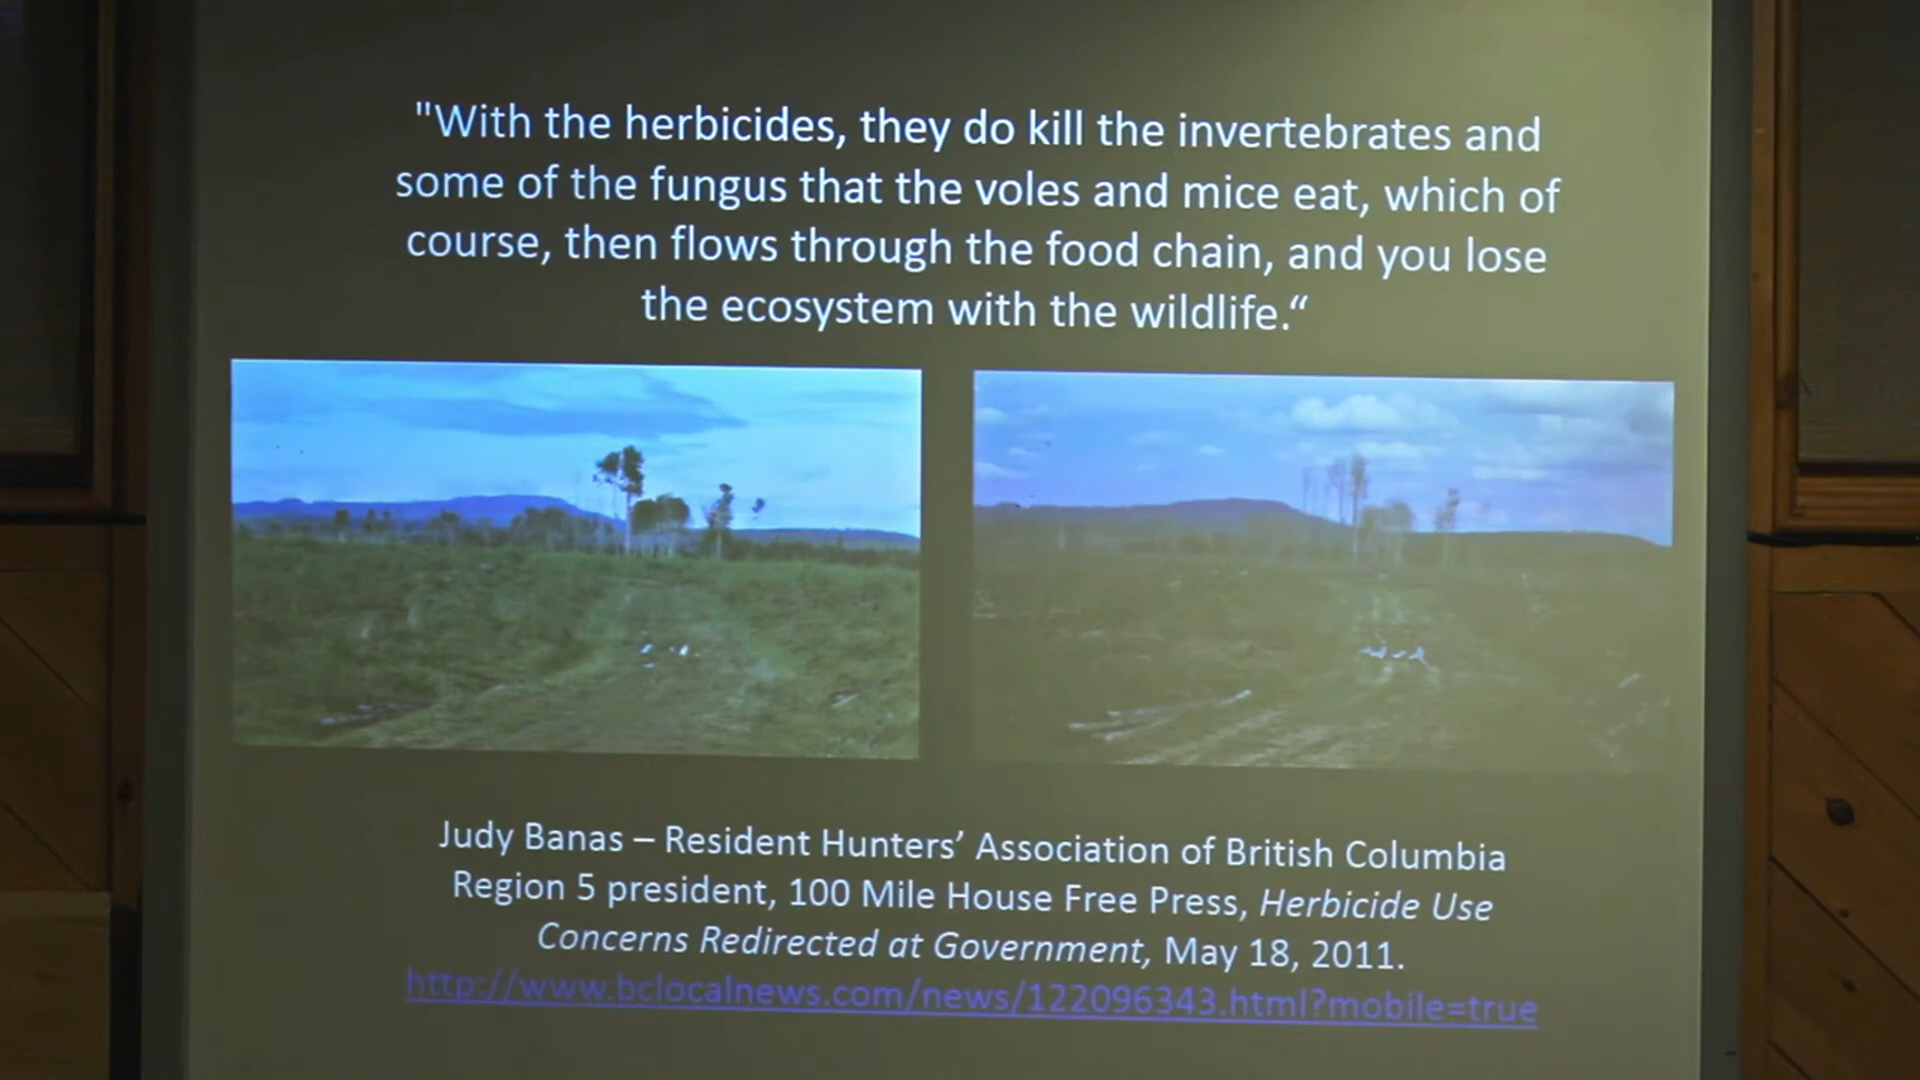 "With the herbicides, they do kill the invertebrates and
some of the fungus that the voles and mice eat, which of
course, then flows through the food chain, and you lose
the ecosystem with the wildlife.“
Judy Banas – Resident Hunters’ Association of British Columbia
Region 5 president, 100 Mile House Free Press, Herbicide Use
Concerns Redirected at Government, May 18, 2011.
http://www.bclocalnews.com/news/122096343.html?mobile=true